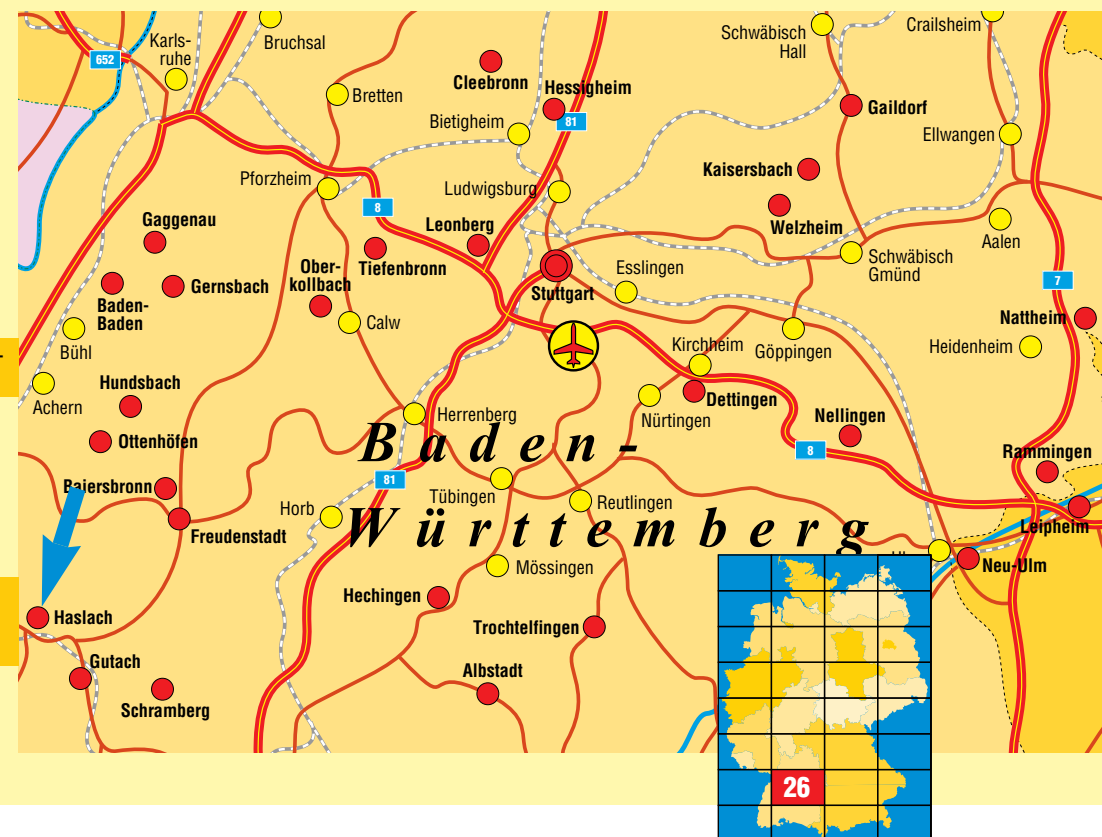 Karls-
ruhe
Bruchsal
652
Schwäbisch
Hall
Crailsheim
Cleebronn
Hessigheim
81
Bretten
Bietigheim
Gaildorf
Ellwangen
Pforzheim
8
Ludwigsburg
Kaisersbach
Welzheim
Aalen
Gaggenau
Leonberg
Tiefenbronn
Ober-
kollbach
Gernsbach
Baden-
Baden
Stuttgart
Esslingen
Schwäbisch
Gmünd
7
Nattheim
Bühl
Calw
Kirchheim
Göppingen
Heidenheim
Hundsbach
Achern
Herrenberg
Nürtingen
Dettingen
Nellingen
Ottenhöfen
Baden-
8
Rammingen
81
Baiersbronn
Tübingen
Reutlingen
Horb
Freudenstadt
Württemberg
Leipheim
Mössingen
Neu-Ulm
Hechingen
Haslach
Trochtelfingen
Gutach
Albstadt
Schramberg
26